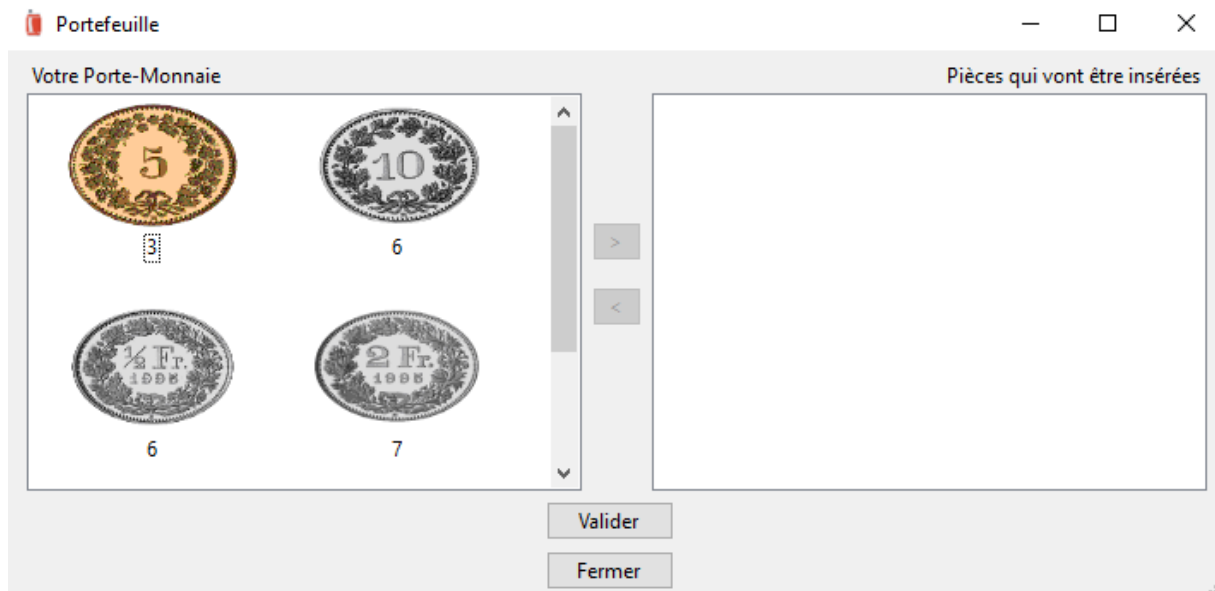 Portefeuille
Votre Porte-Monnaie
Pièces qui vont être insérées
5
10
3
6
>
<
½ Fr.
1995
2 Fr.
1995
6
7
Valider
Fermer